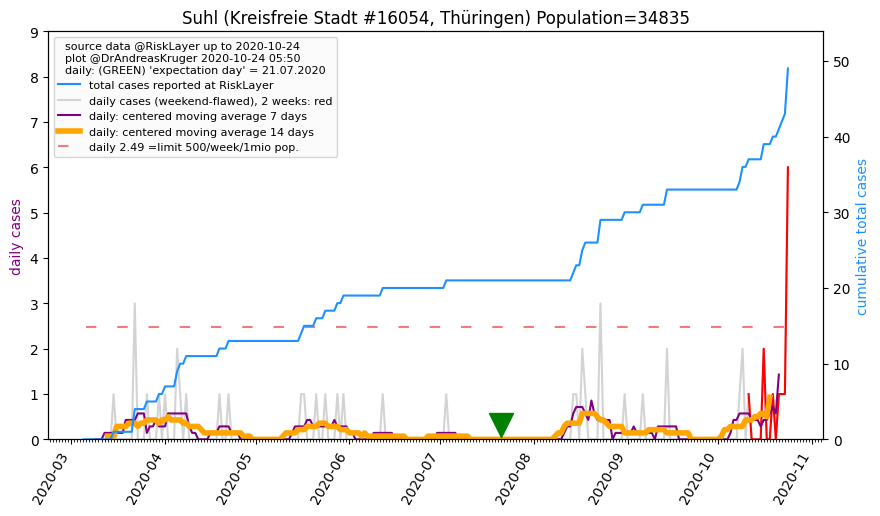 Suhl (Kreisfreie Stadt #16054, Thüringen) Population=34835
source data @RiskLayer up to 2020-10-24
plot @DrAndreasKruger 2020-10-24 05:50
daily: (GREEN) 'expectation day' = 21.07.2020
total cases reported at RiskLayer
daily cases (weekend-flawed), 2 weeks: red
daily: centered moving average 7 days
daily: centered moving average 14 days
daily 2.49 =limit 500/week/1mio pop.
daily cases
9
8
7
6
5
4
3
2
1
0
50
40
30
20
10
0
cumulative total cases
2020-03
2020-04
2020-05
2020-06
2020-07
2020-08
2020-09
2020-10
2020-11